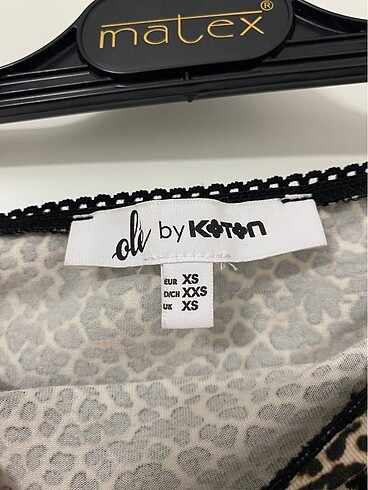 matex®
oli by KOTON
EUR XS
D/CH XXS
UK XS